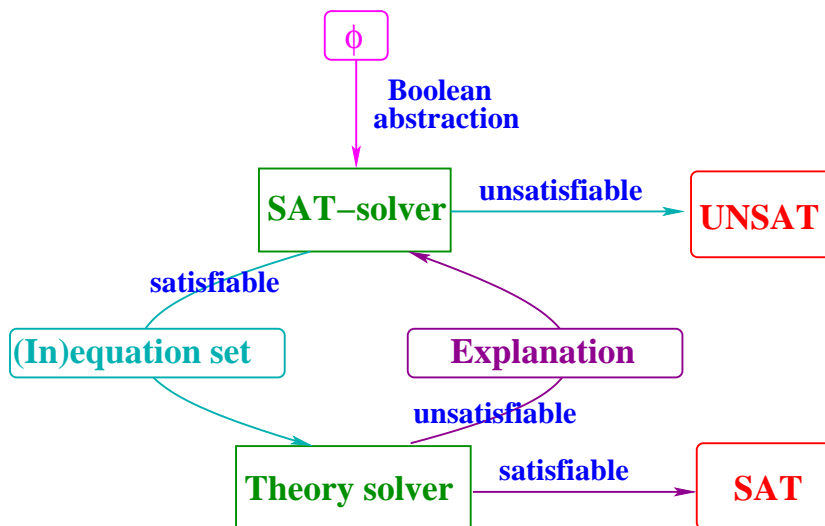 ϕ
Boolean
abstraction
SAT−solver
unsatisfiable
UNSAT
satisfiable
(In)equation set
Explanation
unsatisfiable
Theory solver
satisfiable
SAT